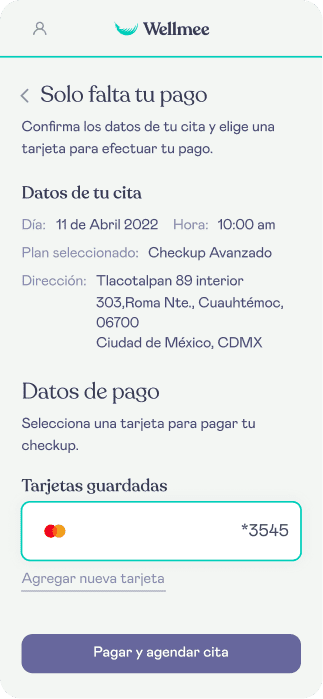 Wellmee
Solo falta tu pago
Confirma los datos de tu cita y elige una
tarjeta para efectuar tu pago.
Datos de tu cita
Día: 11 de Abril 2022 Hora: 10:00 am
Plan seleccionado: Checkup Avanzado
Dirección: Tlacotalpan 89 interior
303,Roma Nte., Cuauhtémoc,
06700
Ciudad de México, CDMX
Datos de pago
Selecciona una tarjeta para pagar tu
checkup.
Tarjetas guardadas
*3545
Agregar nueva tarjeta
Pagar y agendar cita